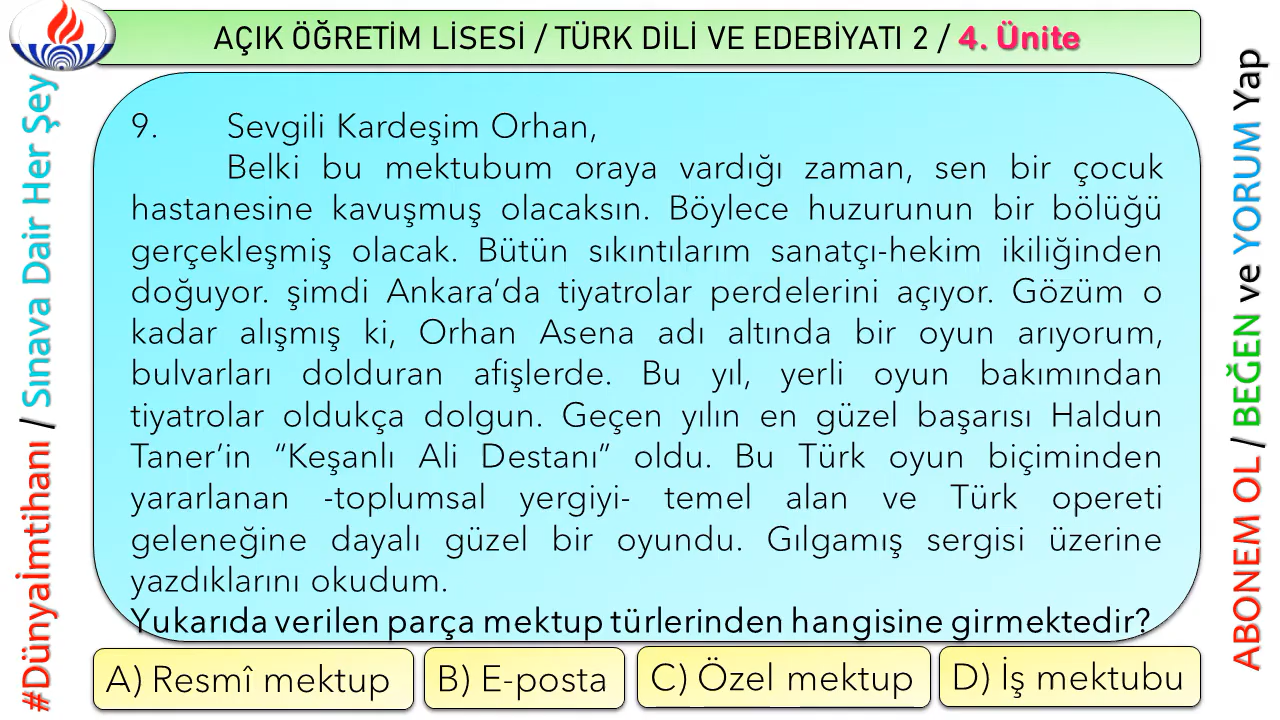 AÇIK ÖĞRETİM LİSESİ / TÜRK DİLİ VE EDEBİYATI 2 / 4. Ünite
#Dünyaİmtihanı / Sınava Dair Her Şey
9. Sevgili Kardeşim Orhan,
Belki bu mektubum oraya vardığı zaman, sen bir çocuk
hastanesine kavuşmuş olacaksın. Böylece huzurunun bir bölüğü
gerçekleşmiş olacak. Bütün sıkıntılarım sanatçı-hekim ikiliğinden
doğuyor. şimdi Ankara’da tiyatrolar perdelerini açıyor. Gözüm o
kadar alışmış ki, Orhan Asena adı altında bir oyun arıyorum,
bulvarları dolduran afişlerde. Bu yıl, yerli oyun bakımından
tiyatrolar oldukça dolgun. Geçen yılın en güzel başarısı Haldun
Taner’in “Keşanlı Ali Destanı” oldu. Bu Türk oyun biçiminden
yararlanan -toplumsal yergiyi- temel alan ve Türk opereti
geleneğine dayalı güzel bir oyundu. Gılgamış sergisi üzerine
yazdıklarını okudum.
Yukarıda verilen parça mektup türlerinden hangisine girmektedir?
A) Resmî mektup
B) E-posta
C) Özel mektup
D) İş mektubu
ABONEM OL / BEĞEN ve YORUM Yap